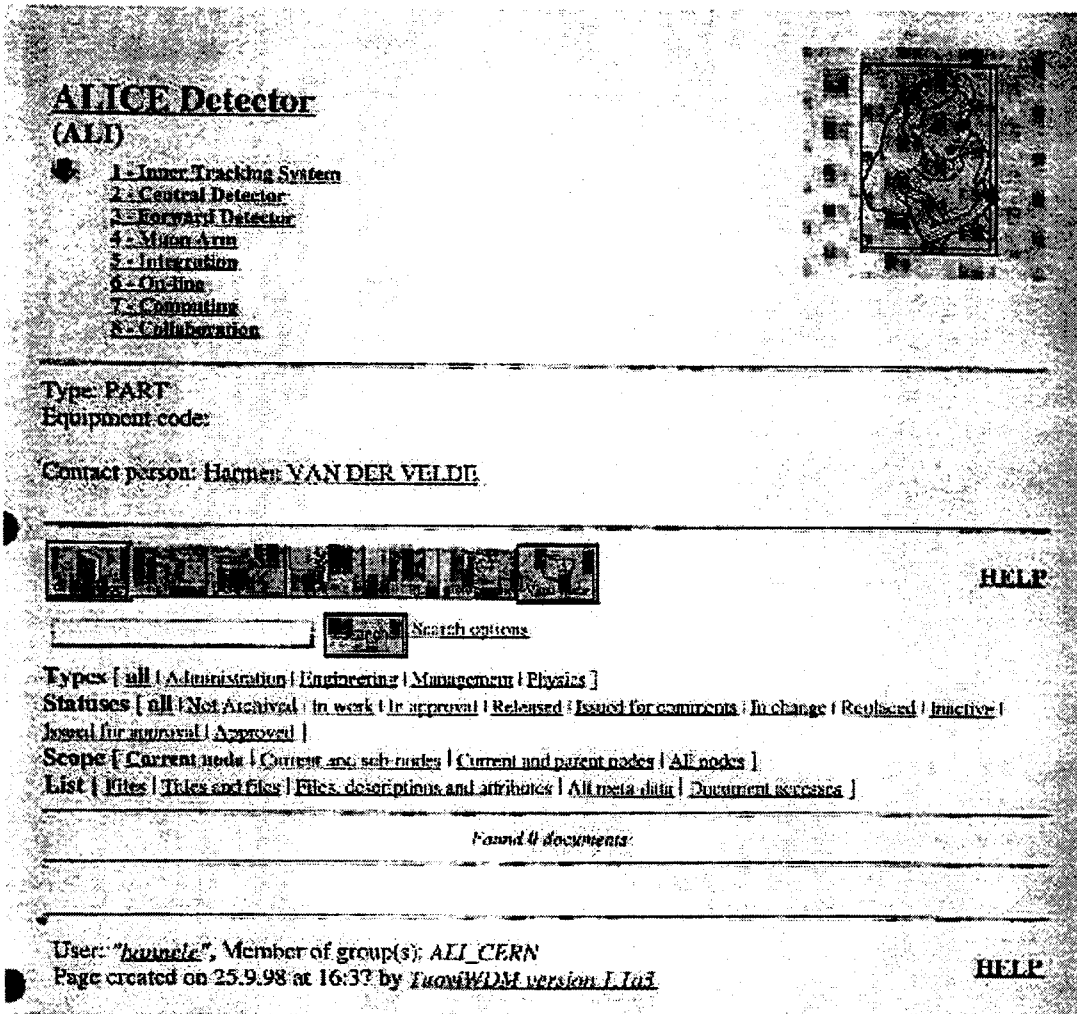 ALICE Detector
(ALI)
1 - Inner Tracking System
2 - Central Detector
3 - Forward Detector
4 - Muon Arm
5 - Integration
6 - On-line
7 - Computing
8 - Collaboration
Type: PART
Equipment code:
Contact person: Harmen VAN DER VELDE
HELP
Search options
Types [ all | Administration | Engineering | Management | Physics ]
Statuses [ all | Not Archived | In work | In approval | Released | Issued for comments | In change | Replaced | Inactive |
Issued for approval | Approved ]
Scope [ Current node | Current and sub-nodes | Current and parent nodes | All nodes ]
List [ Files | Titles and files | Files, descriptions and attributes | All meta-data | Document accesses ]
Found 0 documents
User: "hannele", Member of group(s): ALI_CERN
Page created on 25.9.98 at 16:37 by TuoviWDM version 1.1a5
HELP